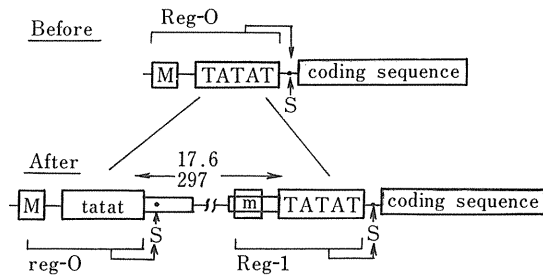 Before
Reg-O
M TATAT coding sequence
S
After
17.6
297
M tatat m TATAT coding sequence
S S
reg-O Reg-1